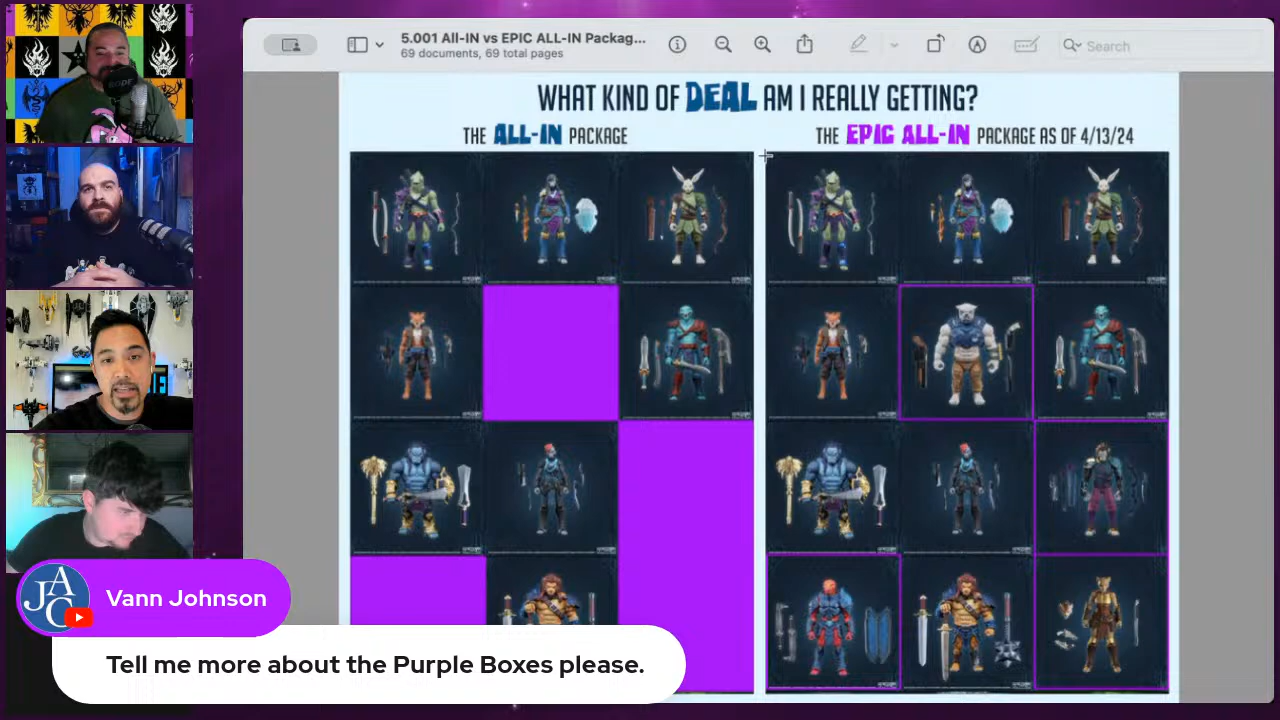 5.001 All-IN vs EPIC ALL-IN Packag...
69 documents, 69 total pages
Search
WHAT KIND OF DEAL AM I REALLY GETTING?
THE ALL-IN PACKAGE
THE EPIC ALL-IN PACKAGE AS OF 4/13/24
JAC
Vann Johnson
Tell me more about the Purple Boxes please.